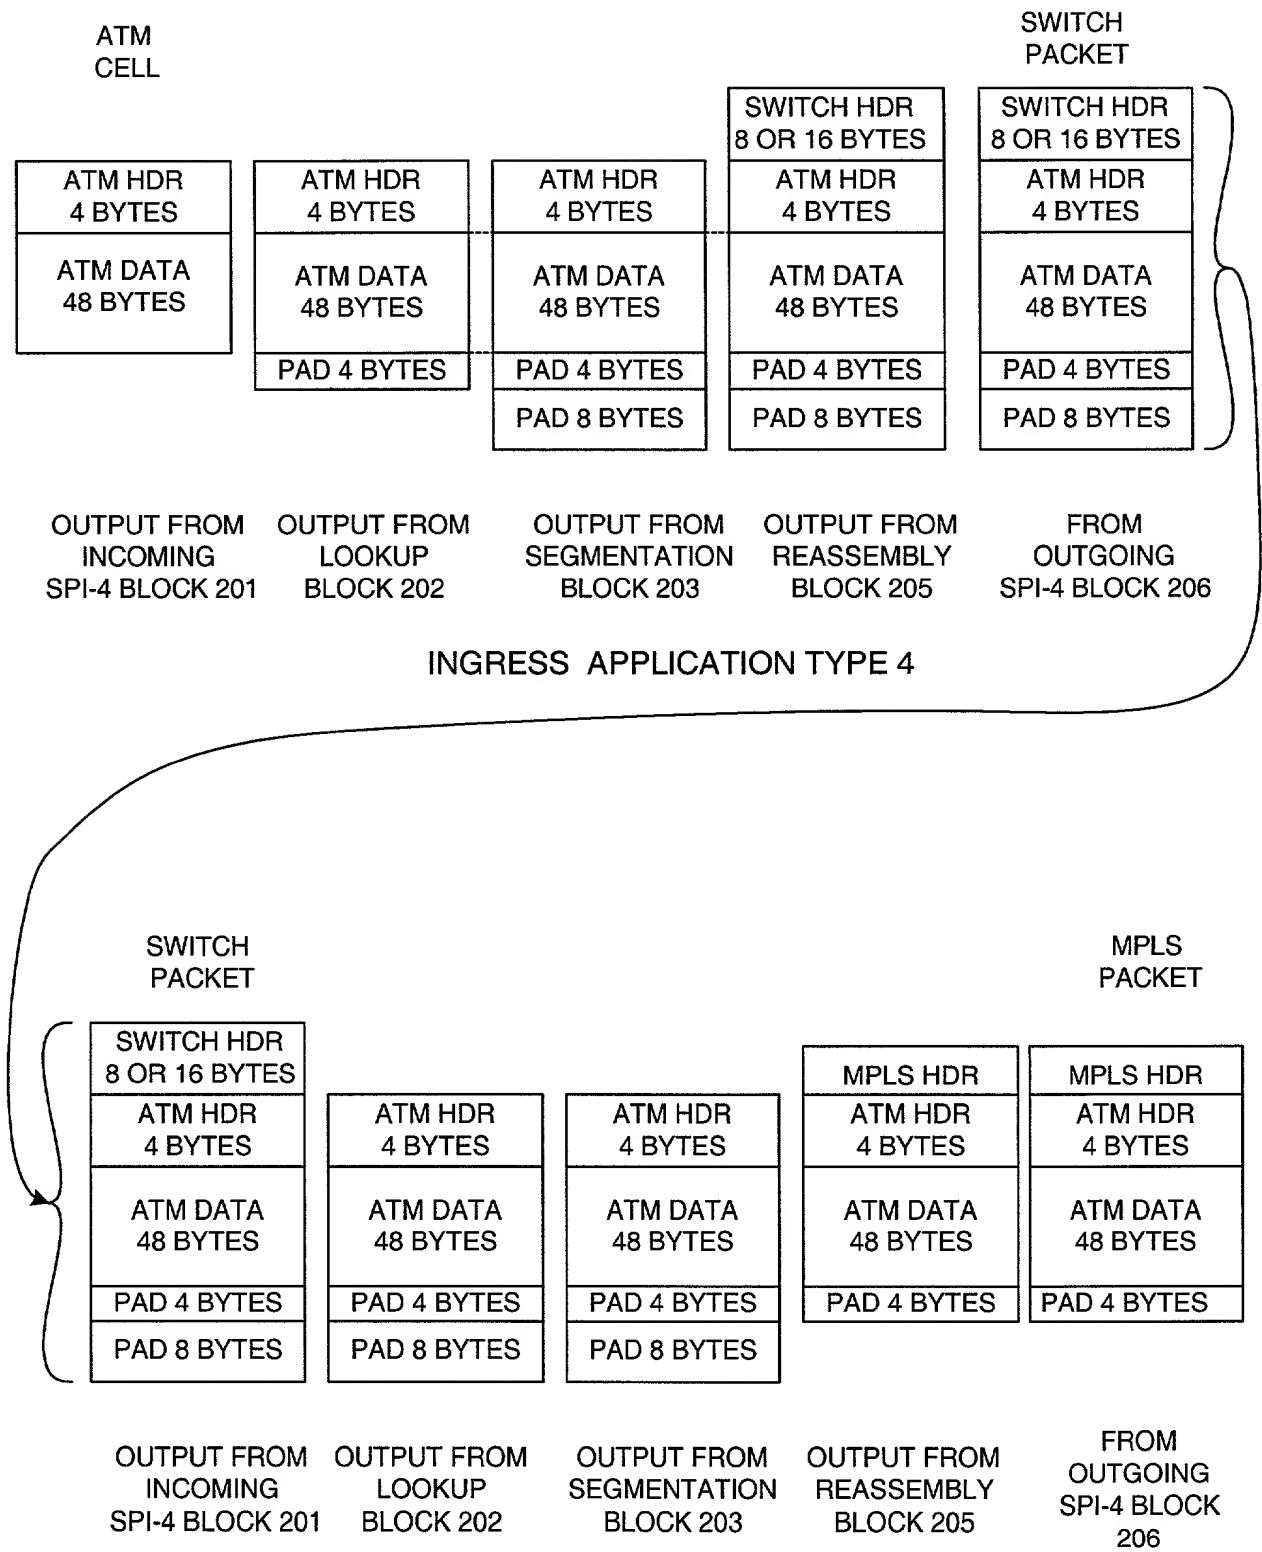 ATM
CELL
SWITCH
PACKET
ATM HDR
4 BYTES
ATM DATA
48 BYTES
ATM HDR
4 BYTES
ATM DATA
48 BYTES
PAD 4 BYTES
ATM HDR
4 BYTES
ATM DATA
48 BYTES
PAD 4 BYTES
PAD 8 BYTES
SWITCH HDR
8 OR 16 BYTES
ATM HDR
4 BYTES
ATM DATA
48 BYTES
PAD 4 BYTES
PAD 8 BYTES
SWITCH HDR
8 OR 16 BYTES
ATM HDR
4 BYTES
ATM DATA
48 BYTES
PAD 4 BYTES
PAD 8 BYTES
OUTPUT FROM
INCOMING
SPI-4 BLOCK 201
OUTPUT FROM
LOOKUP
BLOCK 202
OUTPUT FROM
SEGMENTATION
BLOCK 203
OUTPUT FROM
REASSEMBLY
BLOCK 205
FROM
OUTGOING
SPI-4 BLOCK 206
INGRESS APPLICATION TYPE 4
SWITCH
PACKET
MPLS
PACKET
SWITCH HDR
8 OR 16 BYTES
ATM HDR
4 BYTES
ATM DATA
48 BYTES
PAD 4 BYTES
PAD 8 BYTES
ATM HDR
4 BYTES
ATM DATA
48 BYTES
PAD 4 BYTES
PAD 8 BYTES
ATM HDR
4 BYTES
ATM DATA
48 BYTES
PAD 4 BYTES
PAD 8 BYTES
MPLS HDR
ATM HDR
4 BYTES
ATM DATA
48 BYTES
PAD 4 BYTES
MPLS HDR
ATM HDR
4 BYTES
ATM DATA
48 BYTES
PAD 4 BYTES
OUTPUT FROM
INCOMING
SPI-4 BLOCK 201
OUTPUT FROM
LOOKUP
BLOCK 202
OUTPUT FROM
SEGMENTATION
BLOCK 203
OUTPUT FROM
REASSEMBLY
BLOCK 205
FROM
OUTGOING
SPI-4 BLOCK
206